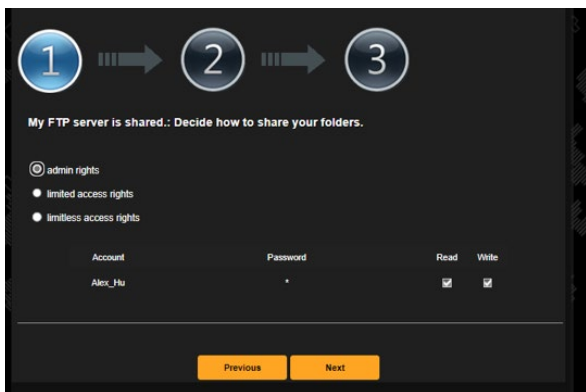 1 2 3
My FTP server is shared.: Decide how to share your folders.
admin rights
limited access rights
limitless access rights
Account Password Read Write
Alex_Hu *
Previous Next